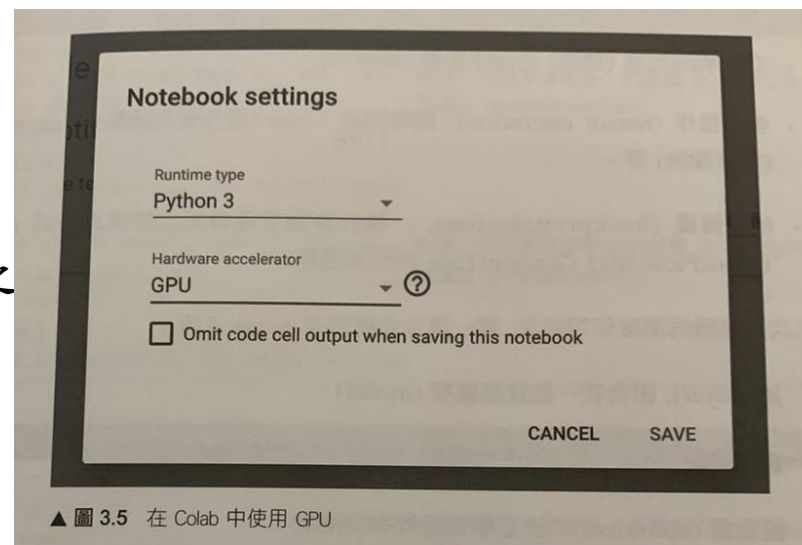 Notebook settings
Runtime type
Python 3
Hardware accelerator
GPU
?
Omit code cell output when saving this notebook
CANCEL SAVE
▲ 圖 3.5 在 Colab 中使用 GPU